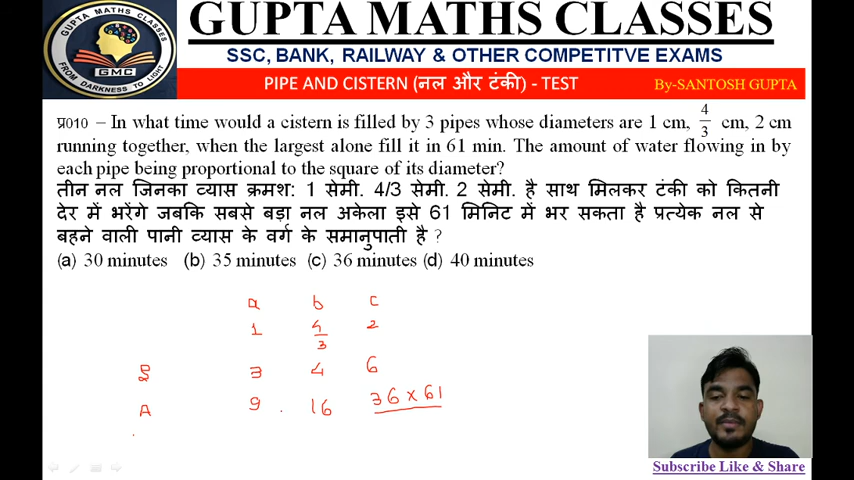 GUPTA MATHS CLASSES
GUPTA MATHS CLASSES
GMC
FROM DARKNESS TO LIGHT
SSC, BANK, RAILWAY & OTHER COMPETITVE EXAMS
PIPE AND CISTERN (नल और टंकी) - TEST By-SANTOSH GUPTA
प्र010 – In what time would a cistern is filled by 3 pipes whose diameters are 1 cm, 4/3 cm, 2 cm
running together, when the largest alone fill it in 61 min. The amount of water flowing in by
each pipe being proportional to the square of its diameter?
तीन नल जिनका व्यास क्रमश: 1 सेमी. 4/3 सेमी. 2 सेमी. है साथ मिलकर टंकी को कितनी
देर में भरेंगे जबकि सबसे बड़ा नल अकेला इसे 61 मिनिट में भर सकता है प्रत्येक नल से
बहने वाली पानी व्यास के वर्ग के समानुपाती है ?
(a) 30 minutes (b) 35 minutes (c) 36 minutes (d) 40 minutes
a b c
1 4/3 2
3 4 6
A 9 16 36 × 61
Subscribe Like & Share